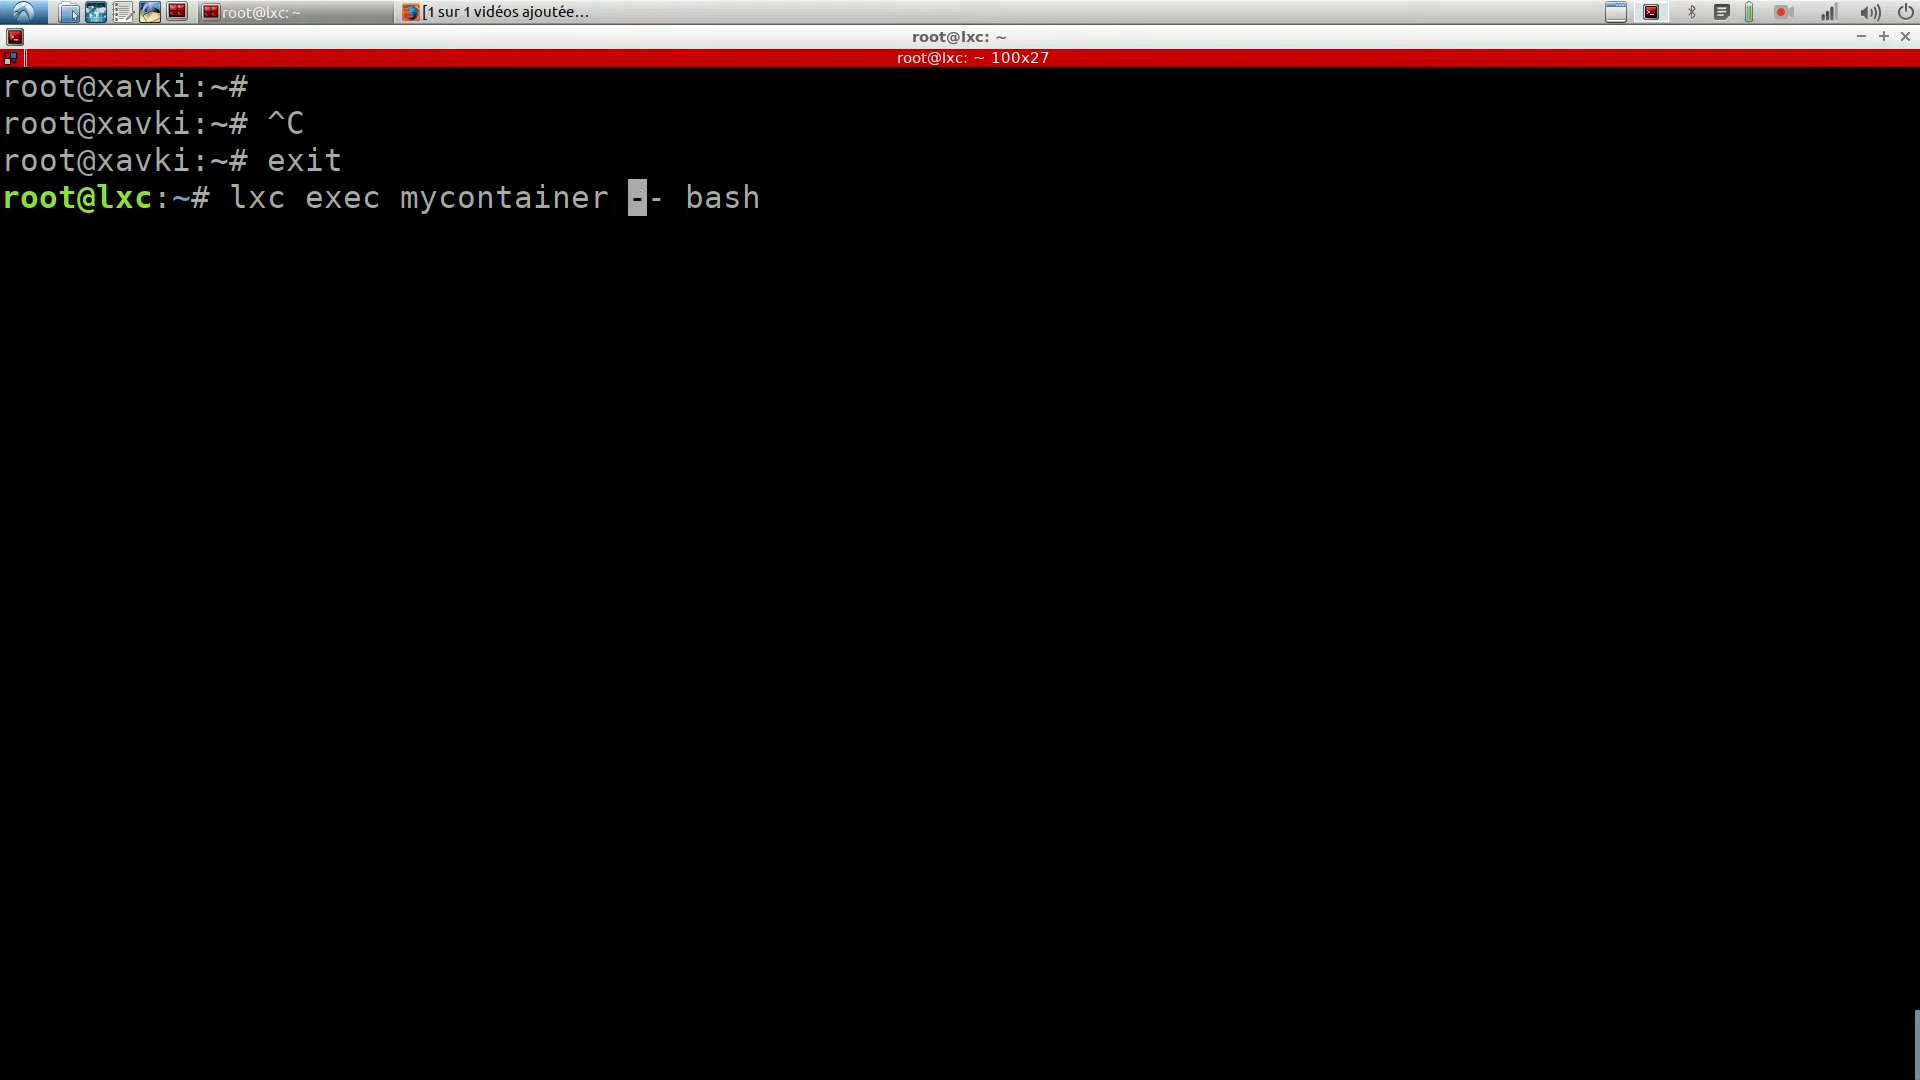 root@lxc: ~
[1 sur 1 vidéos ajoutée...
root@lxc: ~
root@lxc: ~ 100x27
root@xavki:~#
root@xavki:~# ^C
root@xavki:~# exit
root@lxc:~# lxc exec mycontainer -- bash